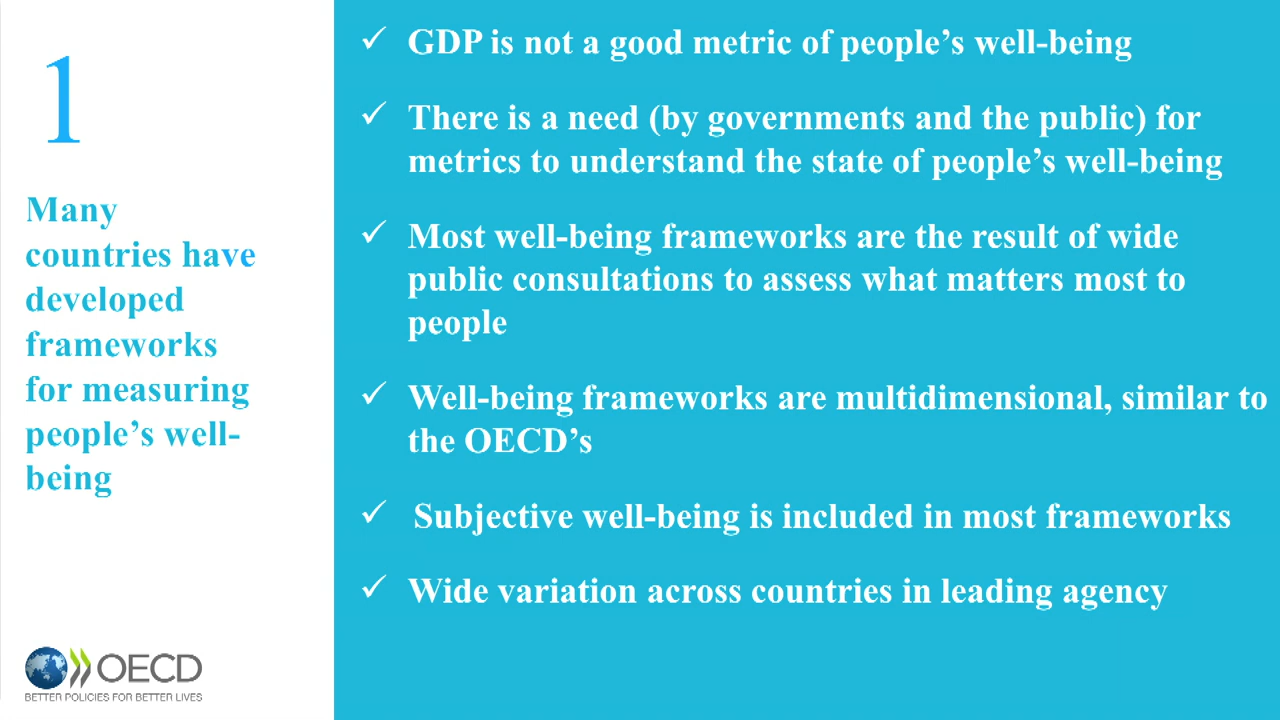 1
Many
countries have
developed
frameworks
for measuring
people’s well-
being
OECD
BETTER POLICIES FOR BETTER LIVES
✓ GDP is not a good metric of people’s well-being
✓ There is a need (by governments and the public) for
metrics to understand the state of people’s well-being
✓ Most well-being frameworks are the result of wide
public consultations to assess what matters most to
people
✓ Well-being frameworks are multidimensional, similar to
the OECD’s
✓ Subjective well-being is included in most frameworks
✓ Wide variation across countries in leading agency